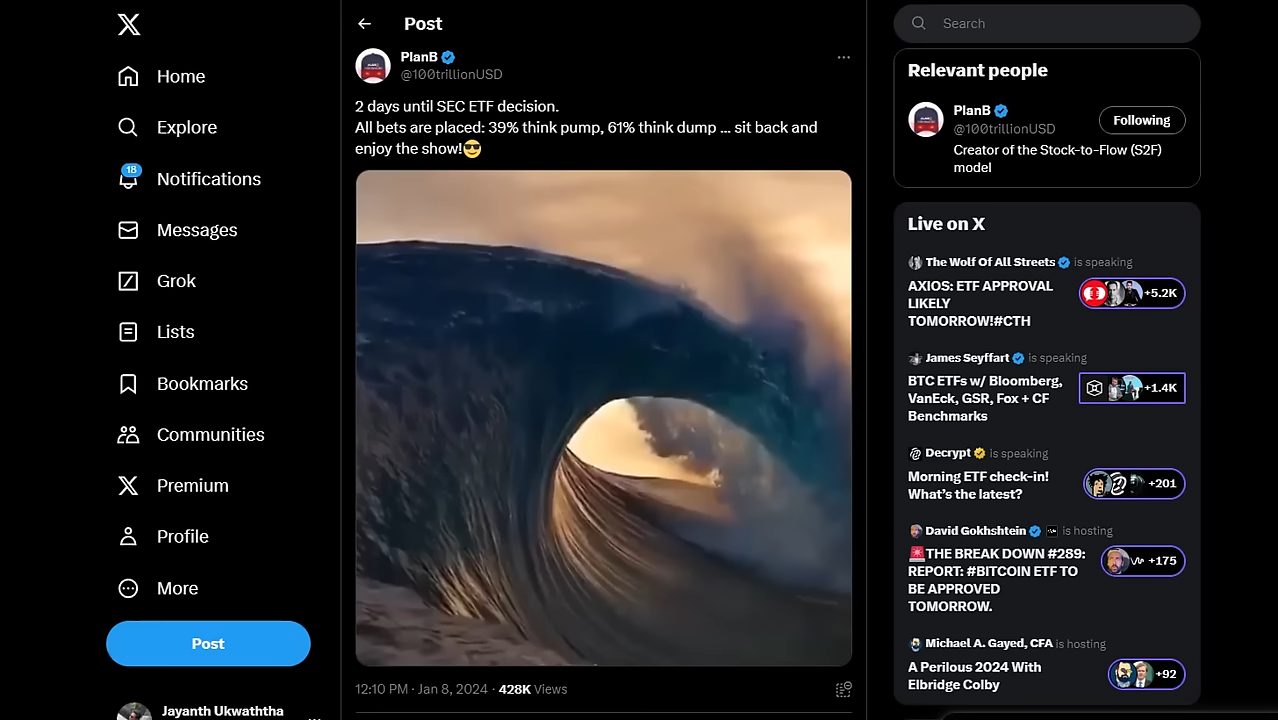 Home
Explore
18
Notifications
Messages
Grok
Lists
Bookmarks
Communities
Premium
Profile
More
Post
Jayanth Ukwaththa
Post
PlanB
@100trillionUSD
2 days until SEC ETF decision.
All bets are placed: 39% think pump, 61% think dump ... sit back and
enjoy the show!😎
12:10 PM · Jan 8, 2024 · 428K Views
Search
Relevant people
PlanB
@100trillionUSD
Following
Creator of the Stock-to-Flow (S2F)
model
Live on X
The Wolf Of All Streets is speaking
AXIOS: ETF APPROVAL
LIKELY
TOMORROW!#CTH
+5.2K
James Seyffart is speaking
BTC ETFs w/ Bloomberg,
VanEck, GSR, Fox + CF
Benchmarks
+1.4K
Decrypt is speaking
Morning ETF check-in!
What's the latest?
+201
David Gokhshtein is hosting
🚨THE BREAK DOWN #289:
REPORT: #BITCOIN ETF TO
BE APPROVED
TOMORROW.
+175
Michael A. Gayed, CFA is hosting
A Perilous 2024 With
Elbridge Colby
+92